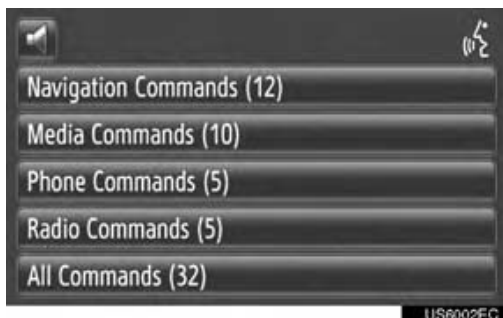 Navigation Commands (12)
Media Commands (10)
Phone Commands (5)
Radio Commands (5)
All Commands (32)
US6002EC